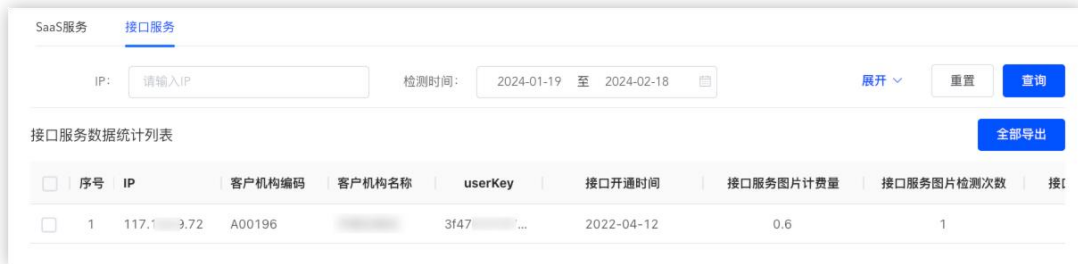 SaaS服务 接口服务
IP: 请输入IP 检测时间: 2024-01-19 至 2024-02-18 展开 重置 查询
接口服务数据统计列表 全部导出
序号 IP 客户机构编码 客户机构名称 userKey 接口开通时间 接口服务图片计费量 接口服务图片检测次数
1 117.1 9.72 A00196 3f47 ... 2022-04-12 0.6 1